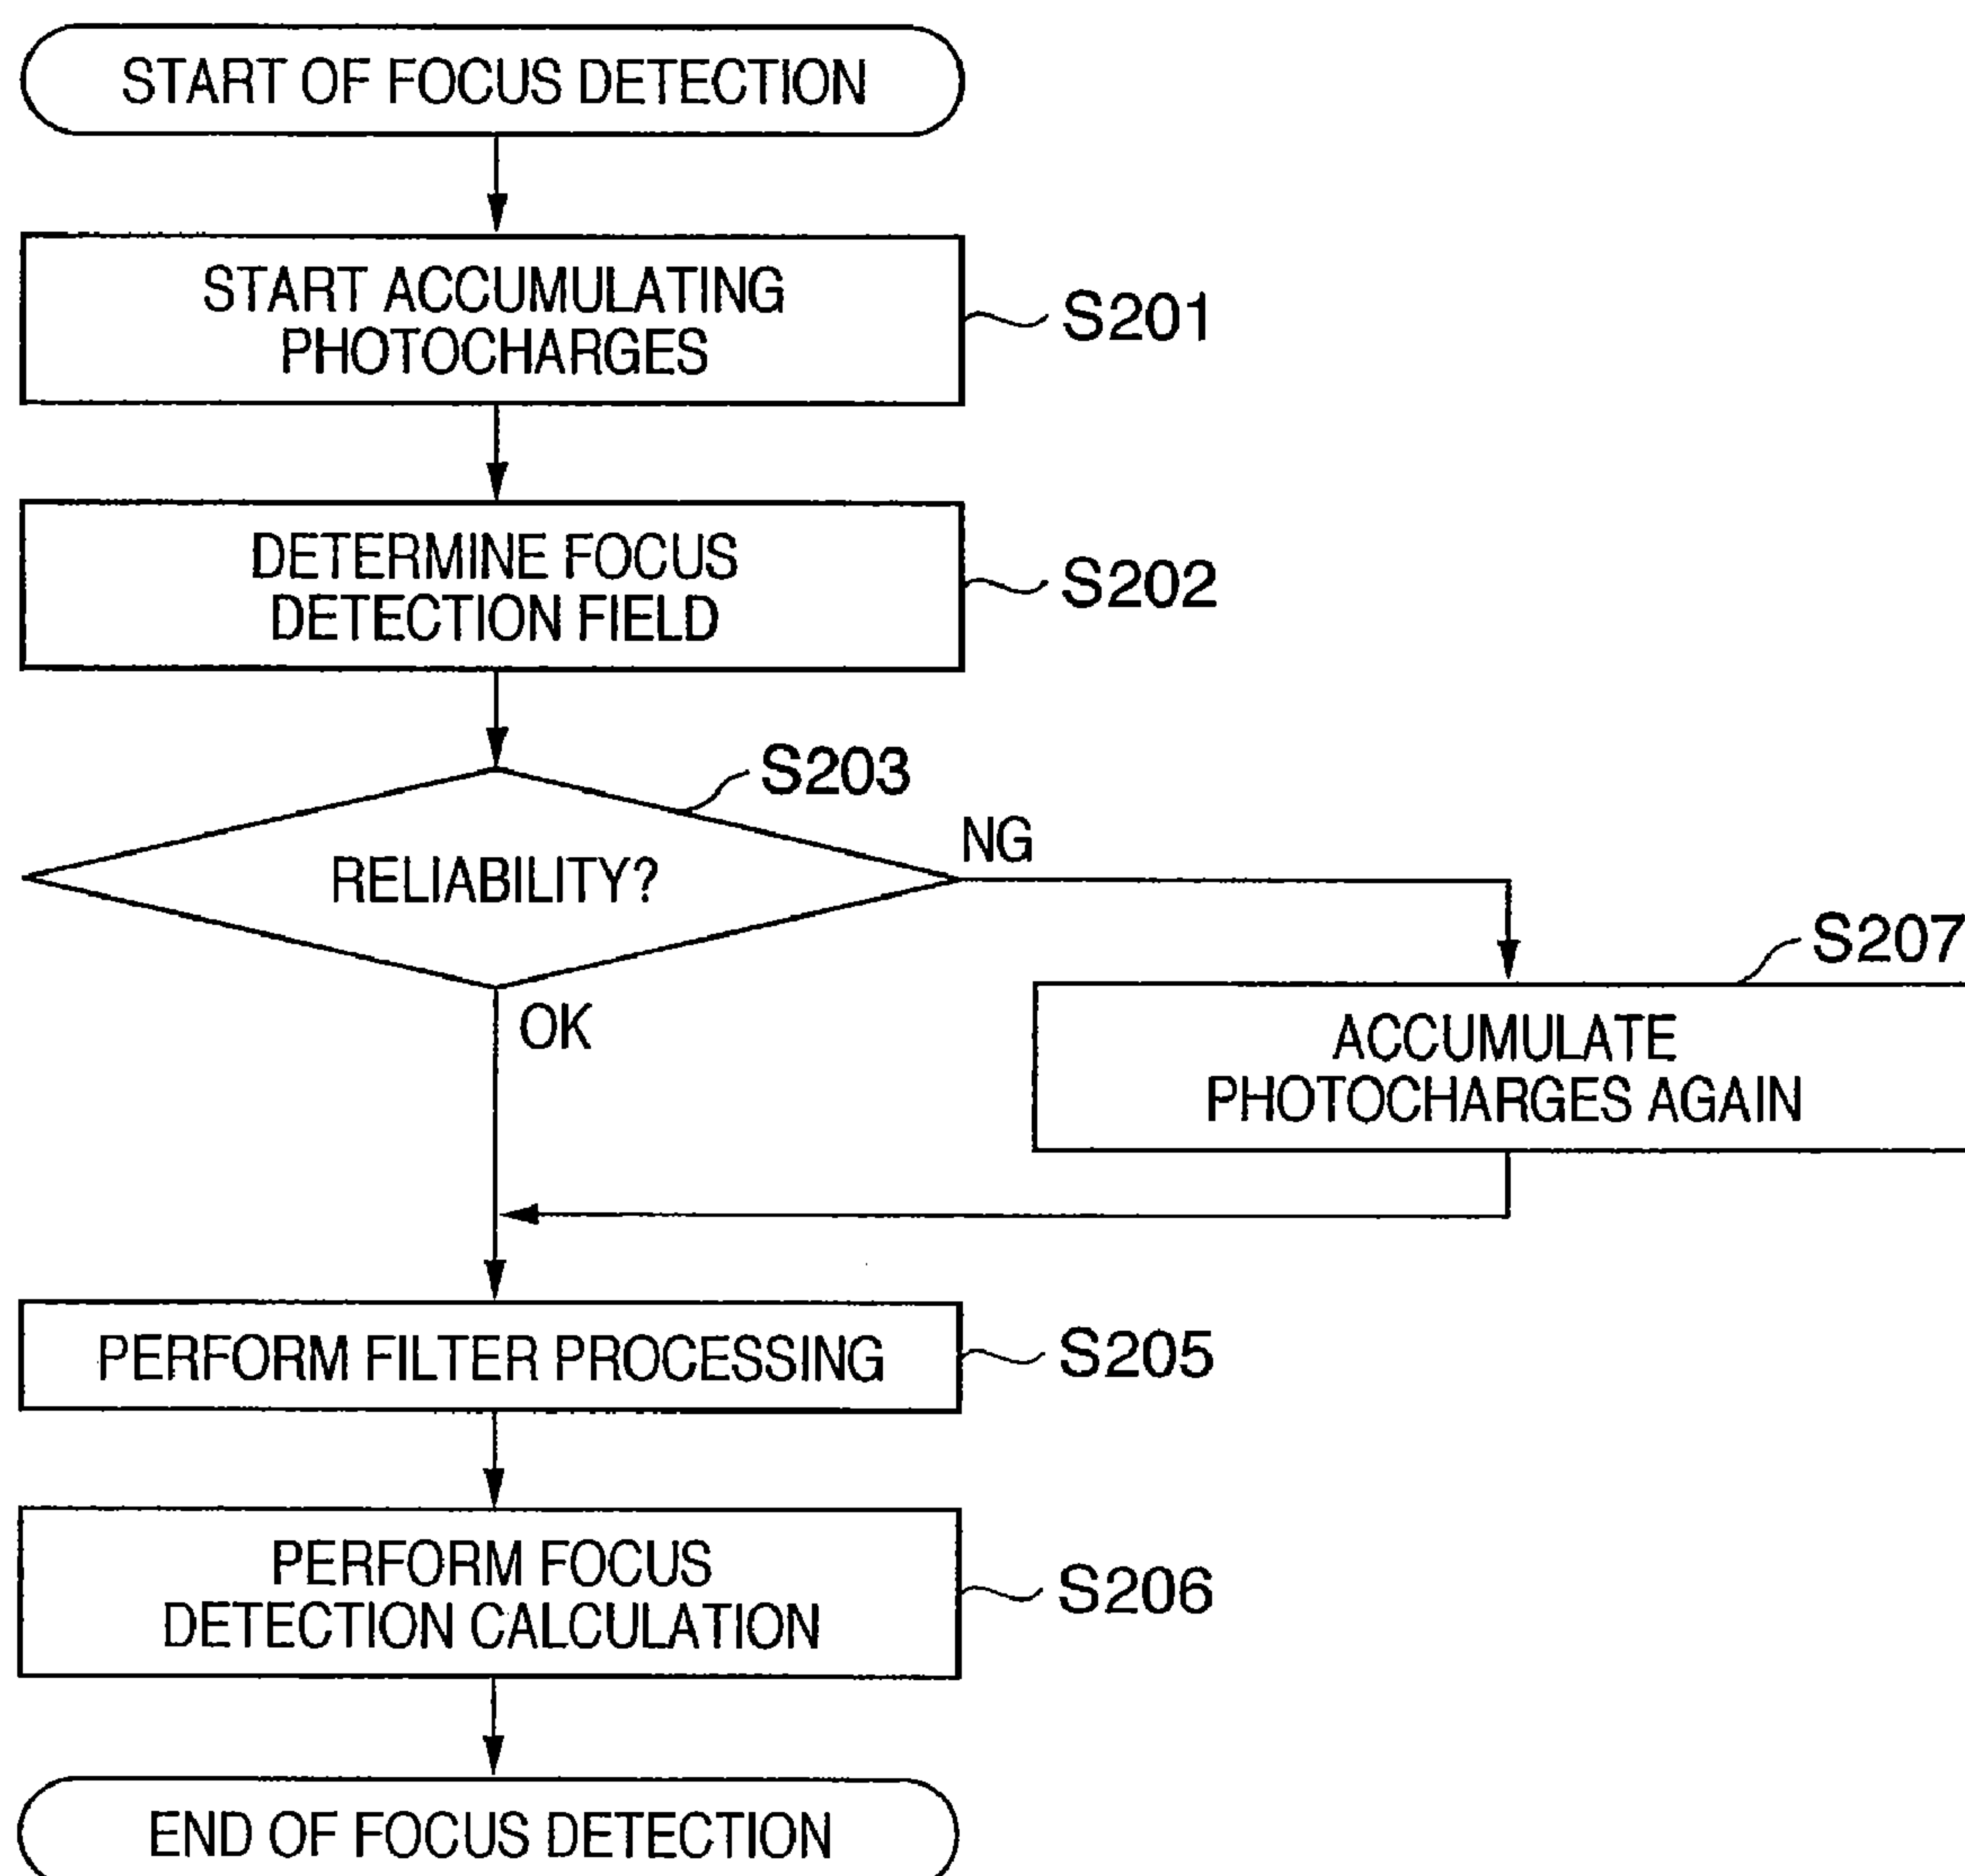 START OF FOCUS DETECTION
START ACCUMULATING
PHOTOCHARGES
S201
DETERMINE FOCUS
DETECTION FIELD
S202
S203
RELIABILITY?
NG
OK
S207
ACCUMULATE
PHOTOCHARGES AGAIN
PERFORM FILTER PROCESSING
S205
PERFORM FOCUS
DETECTION CALCULATION
S206
END OF FOCUS DETECTION